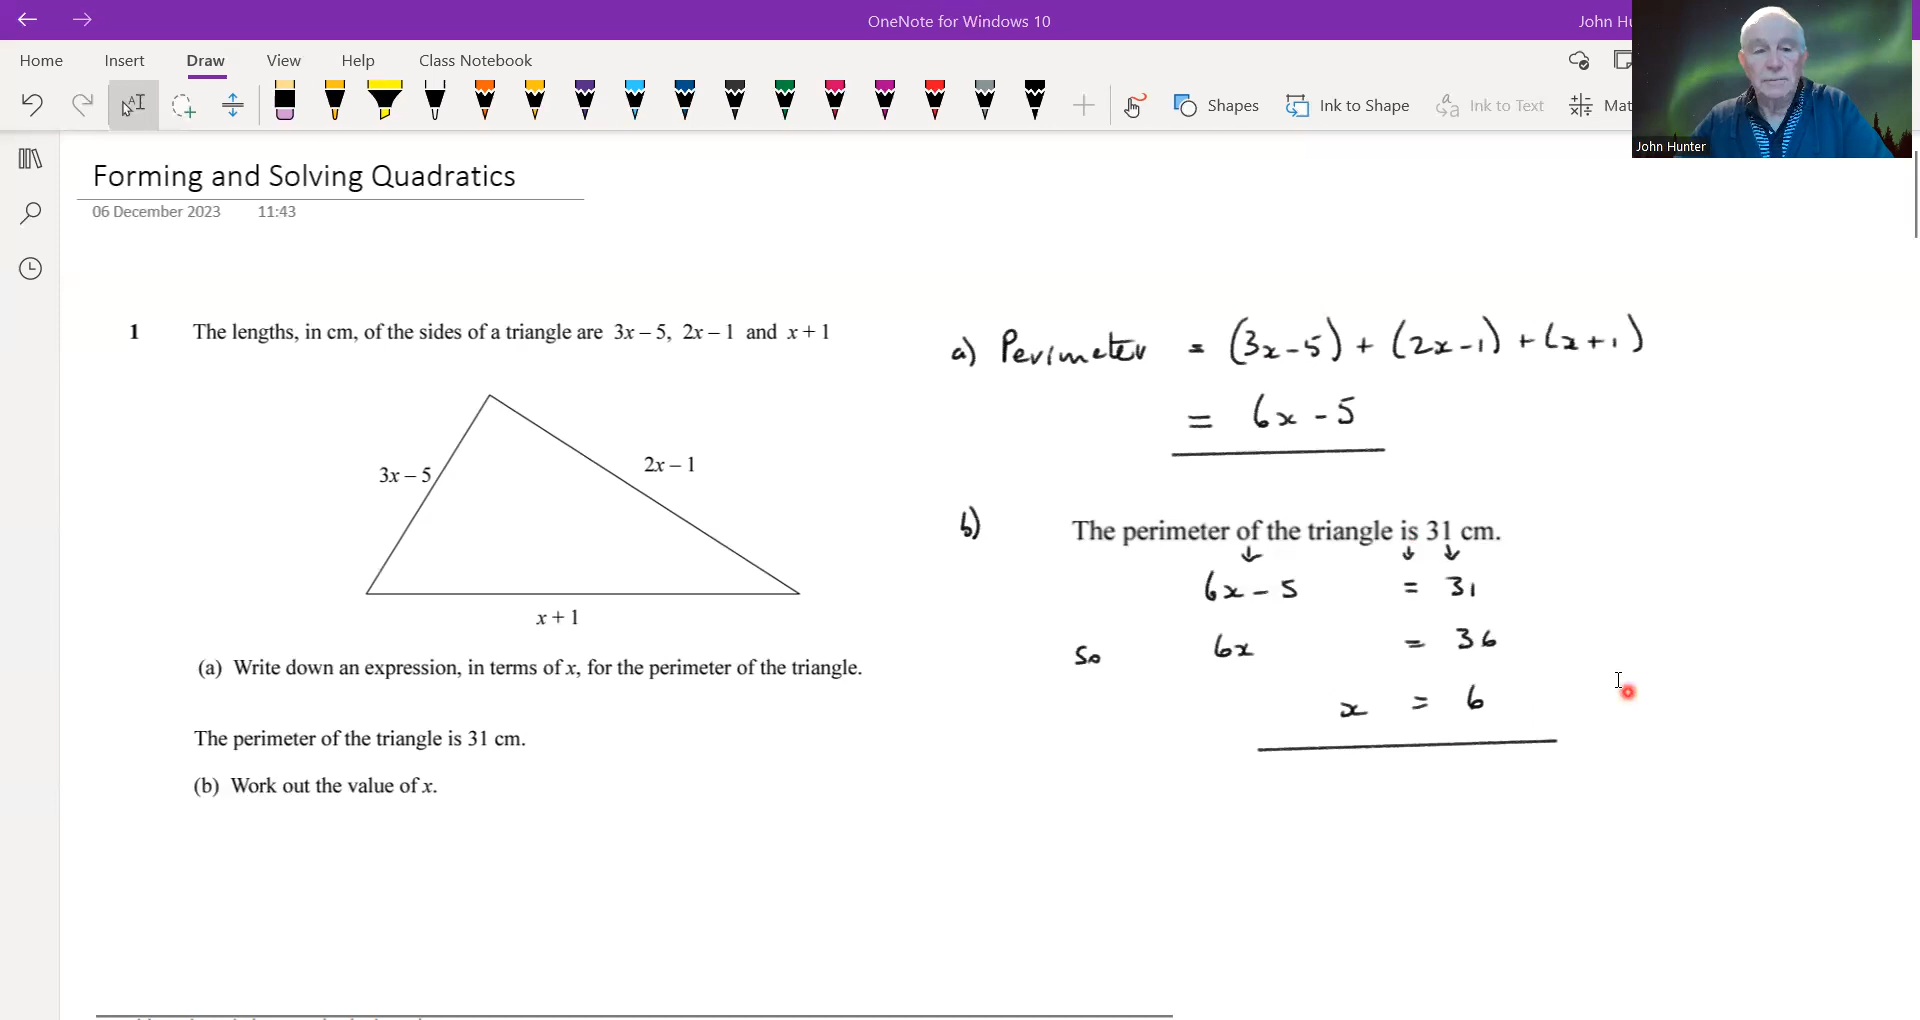 OneNote for Windows 10
John Hu
Home Insert Draw View Help Class Notebook
Shapes Ink to Shape Ink to Text Mat
John Hunter
Forming and Solving Quadratics
06 December 2023 11:43
1 The lengths, in cm, of the sides of a triangle are 3x – 5, 2x – 1 and x + 1
3x – 5
2x – 1
x + 1
(a) Write down an expression, in terms of x, for the perimeter of the triangle.
The perimeter of the triangle is 31 cm.
(b) Work out the value of x.
a) Perimeter = (3x-5) + (2x-1) + (x+1)
= 6x - 5
b) The perimeter of the triangle is 31 cm.
6x - 5 = 31
so 6x = 36
x = 6